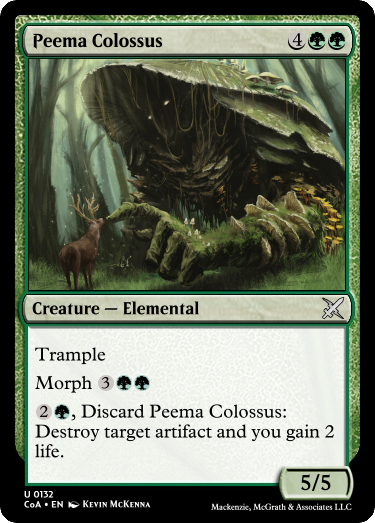 Peema Colossus 4
Creature — Elemental
Trample
Morph 3
2, Discard Peema Colossus:
Destroy target artifact and you gain 2
life.
5/5
U 0132
CoA • EN Kevin McKenna
Mackenzie, McGrath & Associates LLC